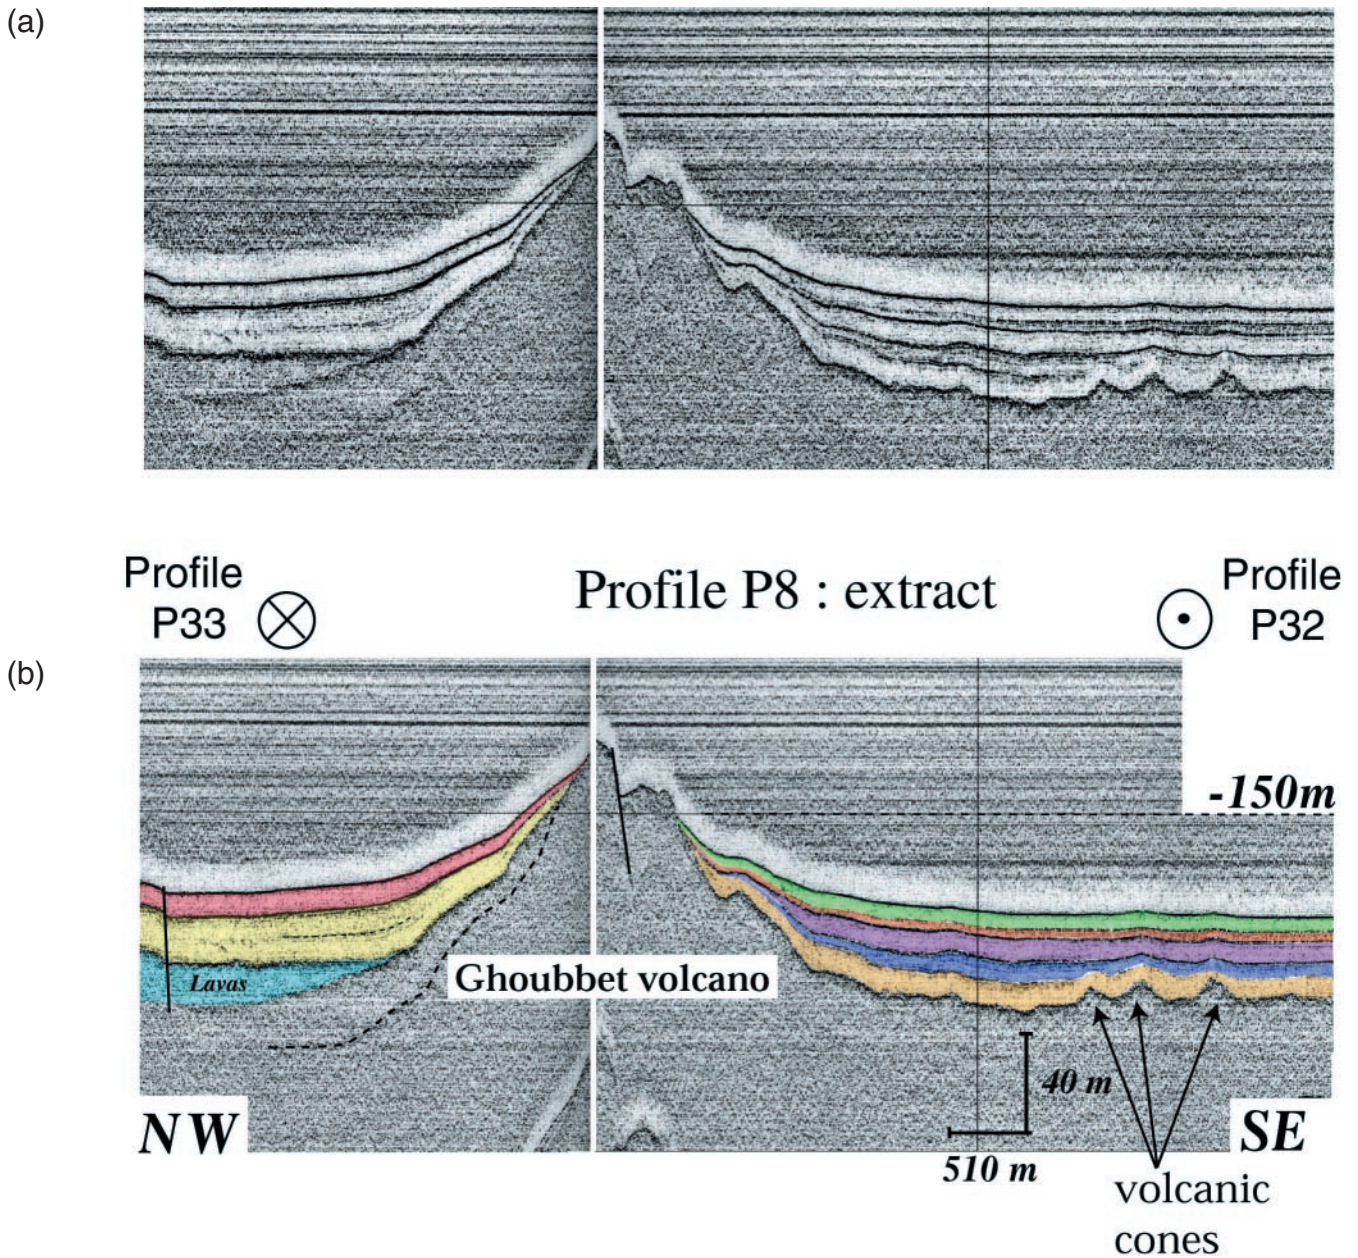 (a)
Profile
P33
Profile P8 : extract
Profile
P32
(b)
-150m
Lavas
Ghoubbet volcano
40 m
NW
SE
510 m
volcanic
cones